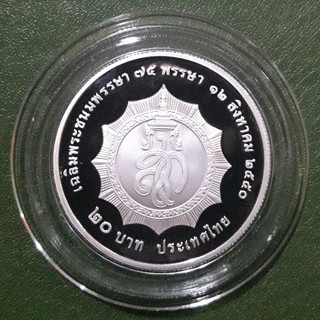 เฉลิมพระชนมพรรษา ๗๕ พรรษา ๑๒ สิงหาคม ๒๕๕๐
๒๐ บาท ประเทศไทย